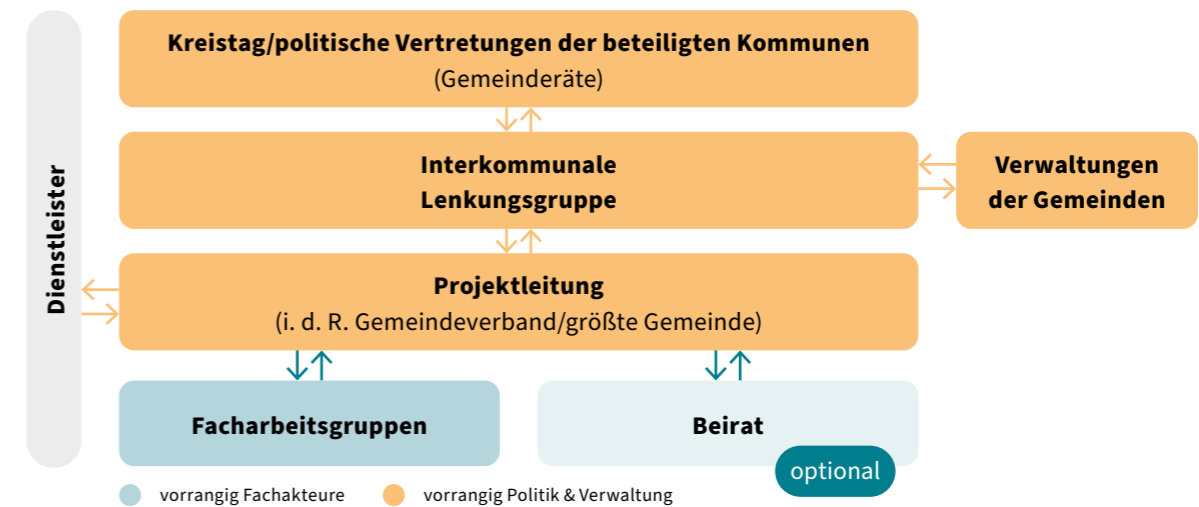 Dienstleister
Kreistag/politische Vertretungen der beteiligten Kommunen
(Gemeinderäte)
Interkommunale
Lenkungsgruppe
Verwaltungen
der Gemeinden
Projektleitung
(i. d. R. Gemeindeverband/größte Gemeinde)
Facharbeitsgruppen
Beirat
optional
vorrangig Fachakteure
vorrangig Politik & Verwaltung